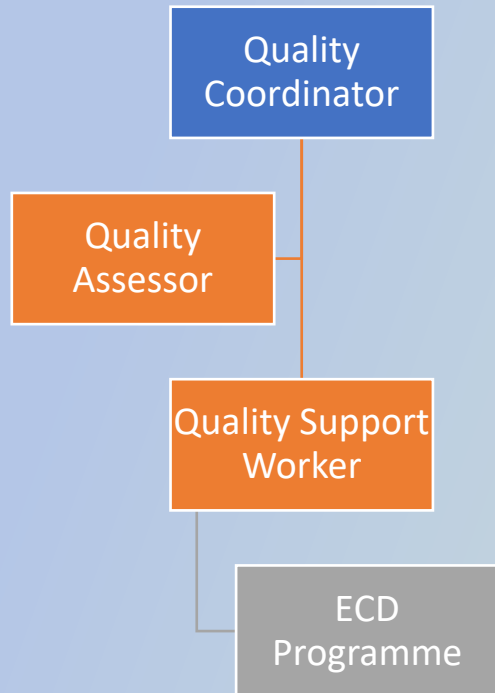 Quality
Coordinator
Quality
Assessor
Quality Support
Worker
ECD
Programme